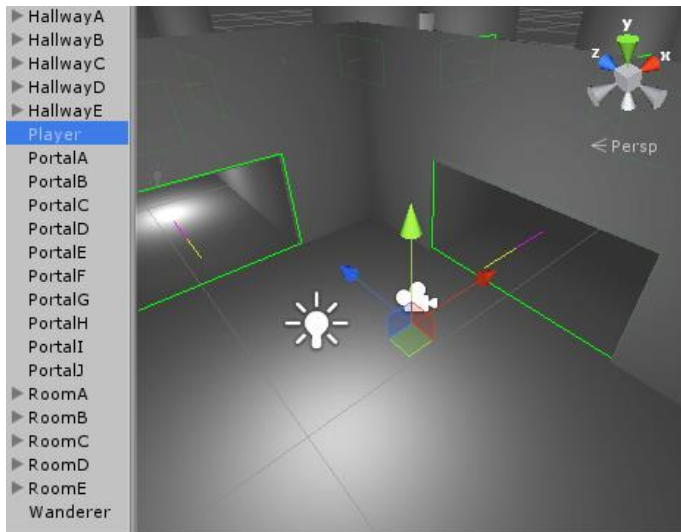 HallwayA
HallwayB
HallwayC
HallwayD
HallwayE
Player
PortalA
PortalB
PortalC
PortalD
PortalE
PortalF
PortalG
PortalH
PortalI
PortalJ
RoomA
RoomB
RoomC
RoomD
RoomE
Wanderer
y
z
x
Persp